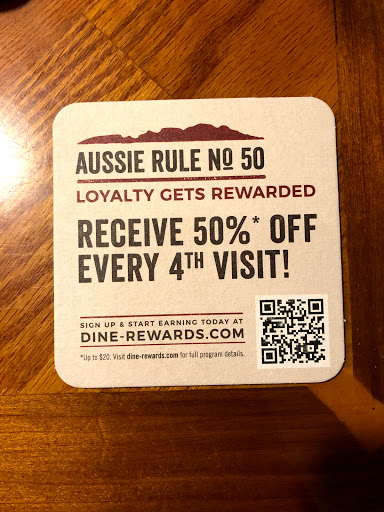 AUSSIE RULE Nº 50
LOYALTY GETS REWARDED
RECEIVE 50%* OFF
EVERY 4TH VISIT!
SIGN UP & START EARNING TODAY AT
DINE-REWARDS.COM
*Up to $20. Visit dine-rewards.com for full program details.